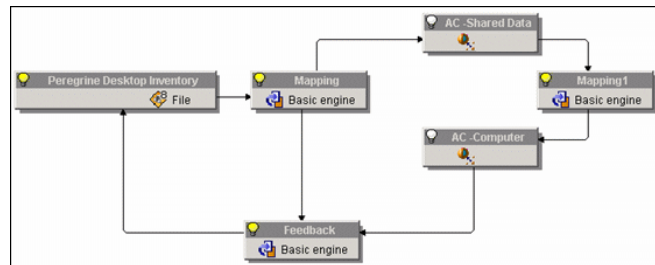 AC -Shared Data
Peregrine Desktop Inventory
File
Mapping
Basic engine
Mapping1
Basic engine
AC -Computer
Feedback
Basic engine